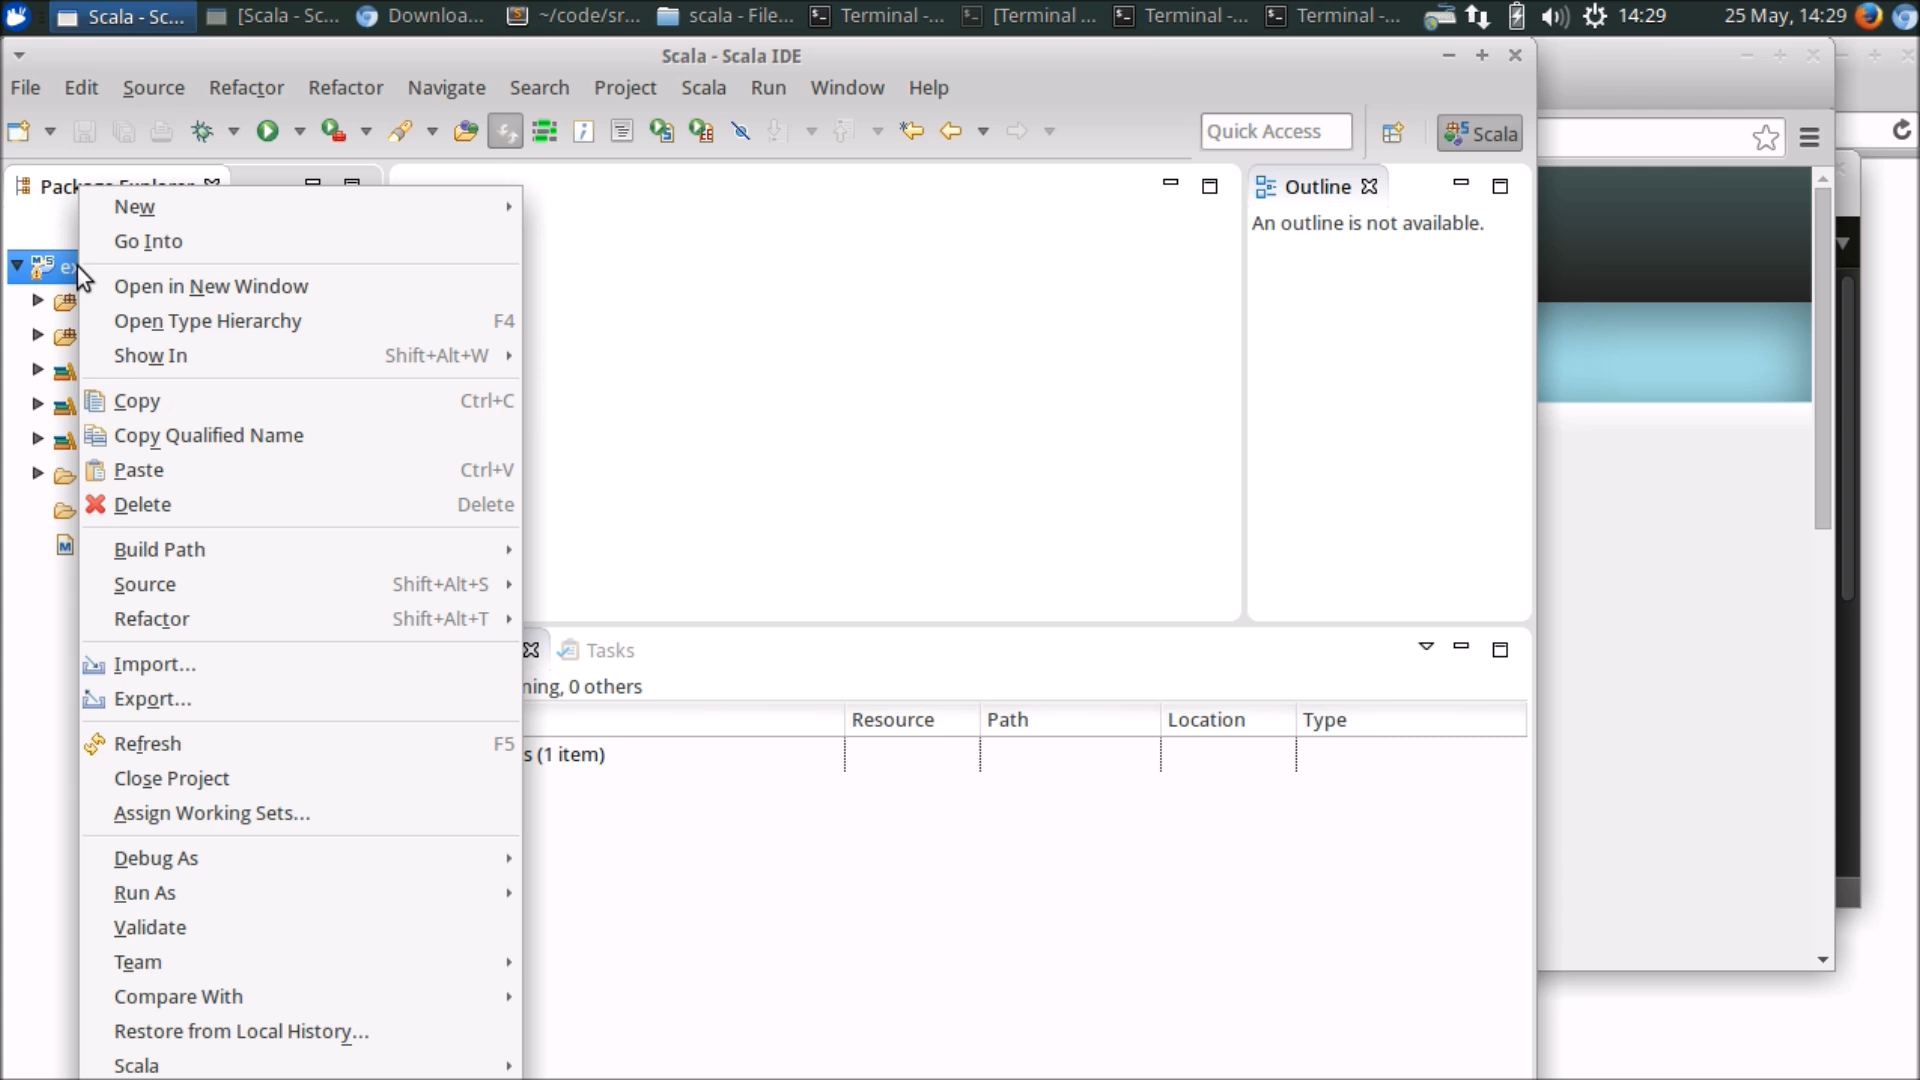 Scala - Sc... [Scala - Sc... Downloa... ~/code/sr... scala - File... Terminal -... [Terminal ... Terminal -... Terminal -... 14:29 25 May, 14:29
Scala - Scala IDE
File Edit Source Refactor Refactor Navigate Search Project Scala Run Window Help
Quick Access Scala
Package Explorer
Outline
An outline is not available.
New
Go Into
ex
Open in New Window
Open Type Hierarchy F4
Show In Shift+Alt+W
Copy Ctrl+C
Copy Qualified Name
Paste Ctrl+V
Delete Delete
Build Path
Source Shift+Alt+S
Refactor Shift+Alt+T
Import...
Export...
Refresh F5
Close Project
Assign Working Sets...
Debug As
Run As
Validate
Team
Compare With
Restore from Local History...
Scala
Tasks
ning, 0 others
Resource Path Location Type
s (1 item)